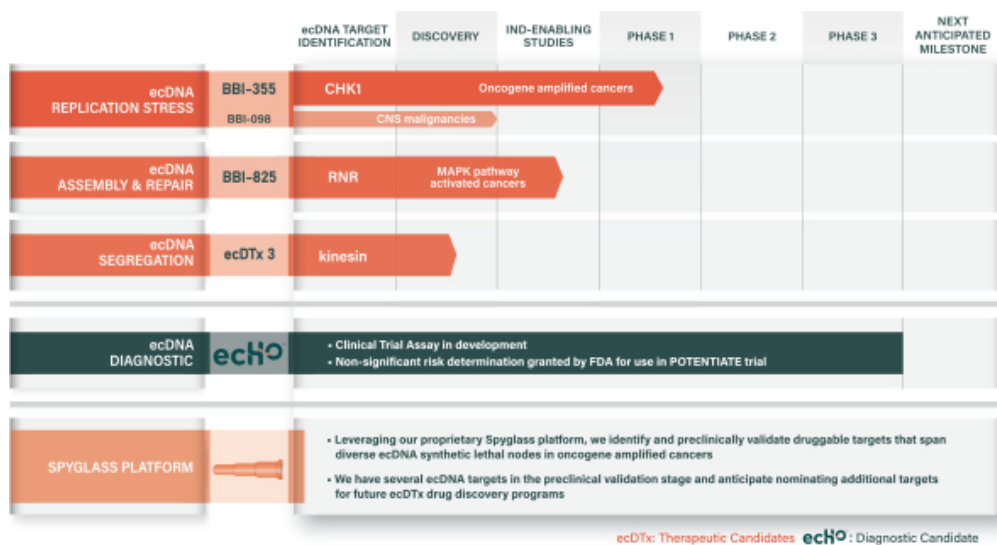 ecDNA TARGET
IDENTIFICATION
DISCOVERY
IND-ENABLING
STUDIES
PHASE 1
PHASE 2
PHASE 3
NEXT
ANTICIPATED
MILESTONE
ecDNA
REPLICATION STRESS
BBI-355
CHK1
Oncogene amplified cancers
BBI-098
CNS malignancies
ecDNA
ASSEMBLY & REPAIR
BBI-825
RNR
MAPK pathway
activated cancers
ecDNA
SEGREGATION
ecDTx 3
kinesin
ecDNA
DIAGNOSTIC
ecHO
• Clinical Trial Assay in development
• Non-significant risk determination granted by FDA for use in POTENTIATE trial
SPYGLASS PLATFORM
• Leveraging our proprietary Spyglass platform, we identify and preclinically validate druggable targets that span
diverse ecDNA synthetic lethal nodes in oncogene amplified cancers
• We have several ecDNA targets in the preclinical validation stage and anticipate nominating additional targets
for future ecDTx drug discovery programs
ecDTx: Therapeutic Candidates ecHO : Diagnostic Candidate